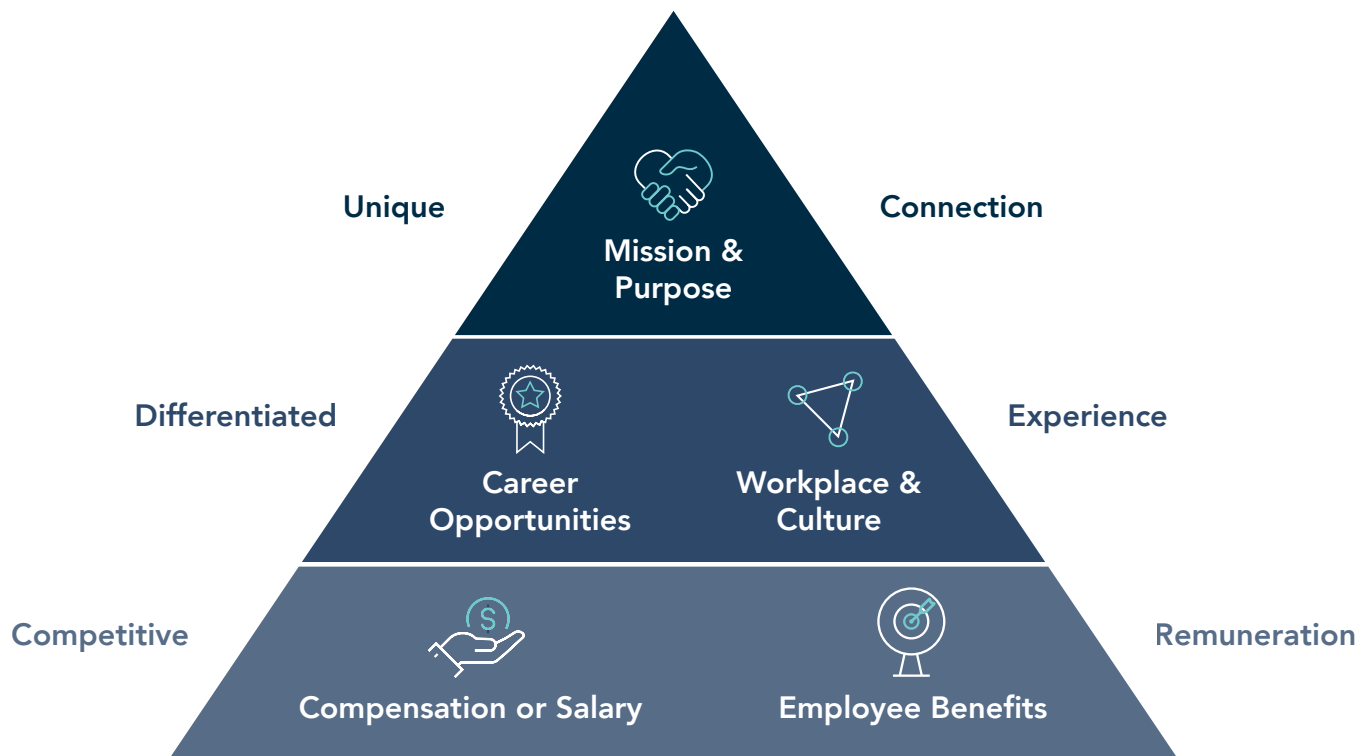 Unique
Connection
Mission &
Purpose
Differentiated
Experience
Career
Opportunities
Workplace &
Culture
Competitive
$
Remuneration
Compensation or Salary
Employee Benefits